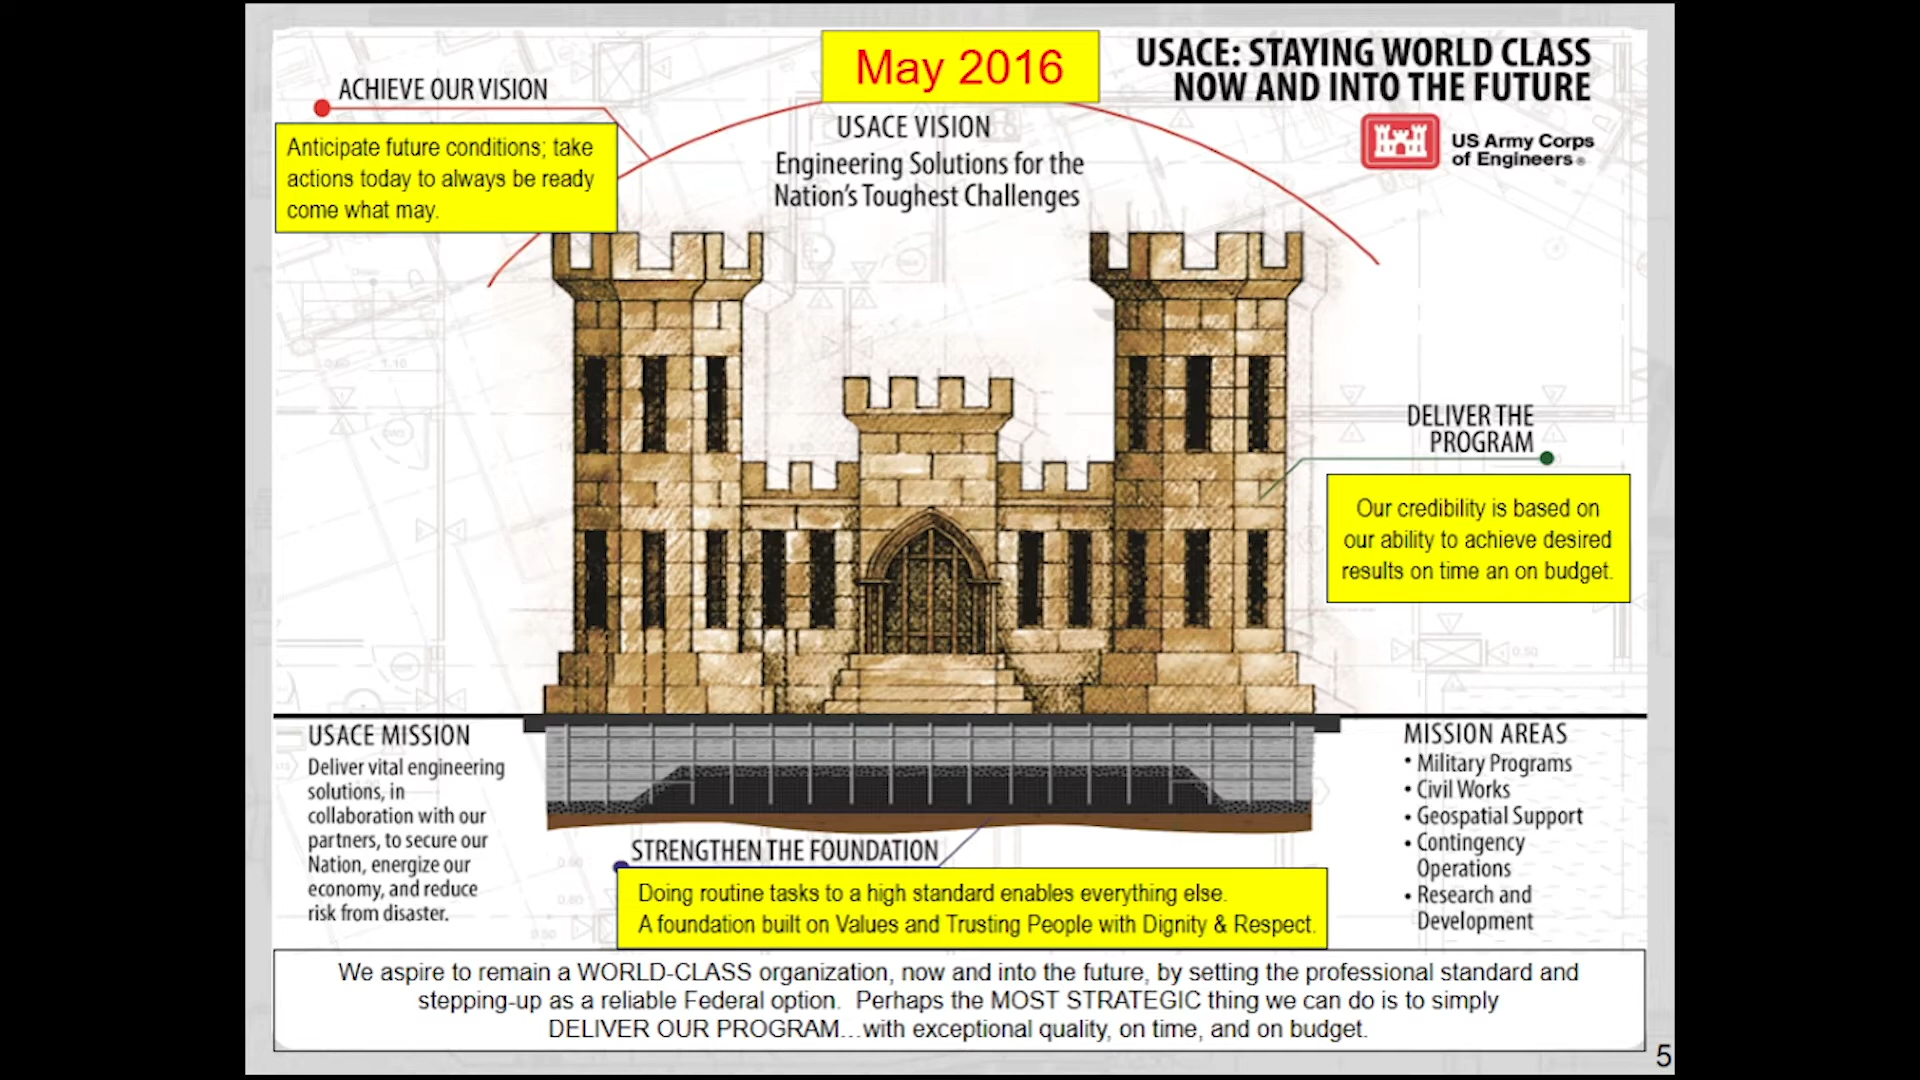 May 2016
USACE: STAYING WORLD CLASS
NOW AND INTO THE FUTURE
US Army Corps
of Engineers®
ACHIEVE OUR VISION
Anticipate future conditions; take
actions today to always be ready
come what may.
USACE VISION
Engineering Solutions for the
Nation's Toughest Challenges
DELIVER THE
PROGRAM
Our credibility is based on
our ability to achieve desired
results on time an on budget.
USACE MISSION
Deliver vital engineering
solutions, in
collaboration with our
partners, to secure our
Nation, energize our
economy, and reduce
risk from disaster.
STRENGTHEN THE FOUNDATION
Doing routine tasks to a high standard enables everything else.
A foundation built on Values and Trusting People with Dignity & Respect.
MISSION AREAS
• Military Programs
• Civil Works
• Geospatial Support
• Contingency
Operations
• Research and
Development
We aspire to remain a WORLD-CLASS organization, now and into the future, by setting the professional standard and
stepping-up as a reliable Federal option. Perhaps the MOST STRATEGIC thing we can do is to simply
DELIVER OUR PROGRAM...with exceptional quality, on time, and on budget.
5